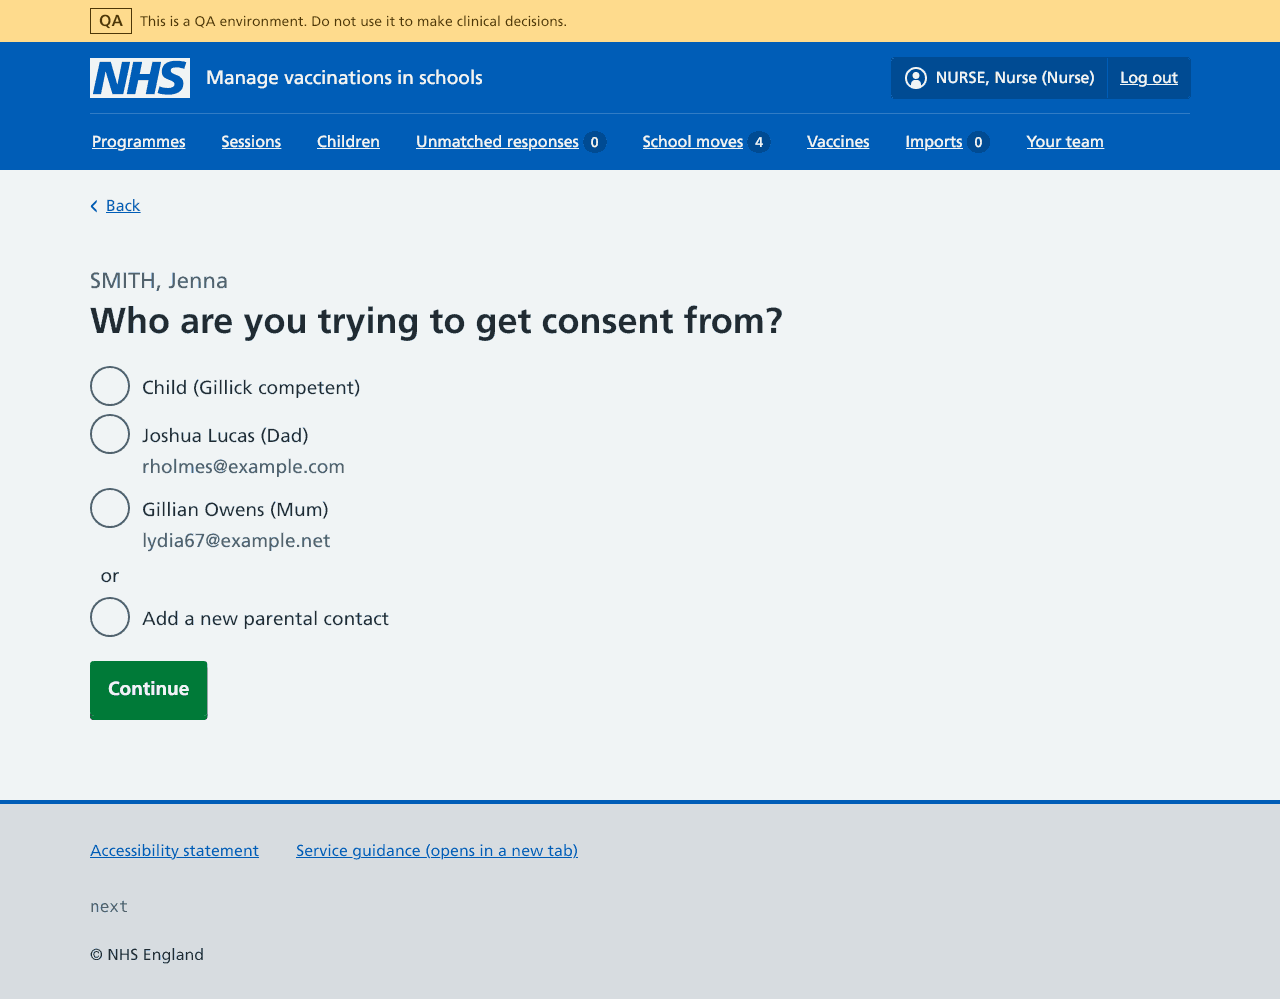 QA This is a QA environment. Do not use it to make clinical decisions.
NHS Manage vaccinations in schools NURSE, Nurse (Nurse) Log out
Programmes Sessions Children Unmatched responses 0 School moves 4 Vaccines Imports 0 Your team
Back
SMITH, Jenna
Who are you trying to get consent from?
Child (Gillick competent)
Joshua Lucas (Dad)
rholmes@example.com
Gillian Owens (Mum)
lydia67@example.net
or
Add a new parental contact
Continue
Accessibility statement Service guidance (opens in a new tab)
next
© NHS England